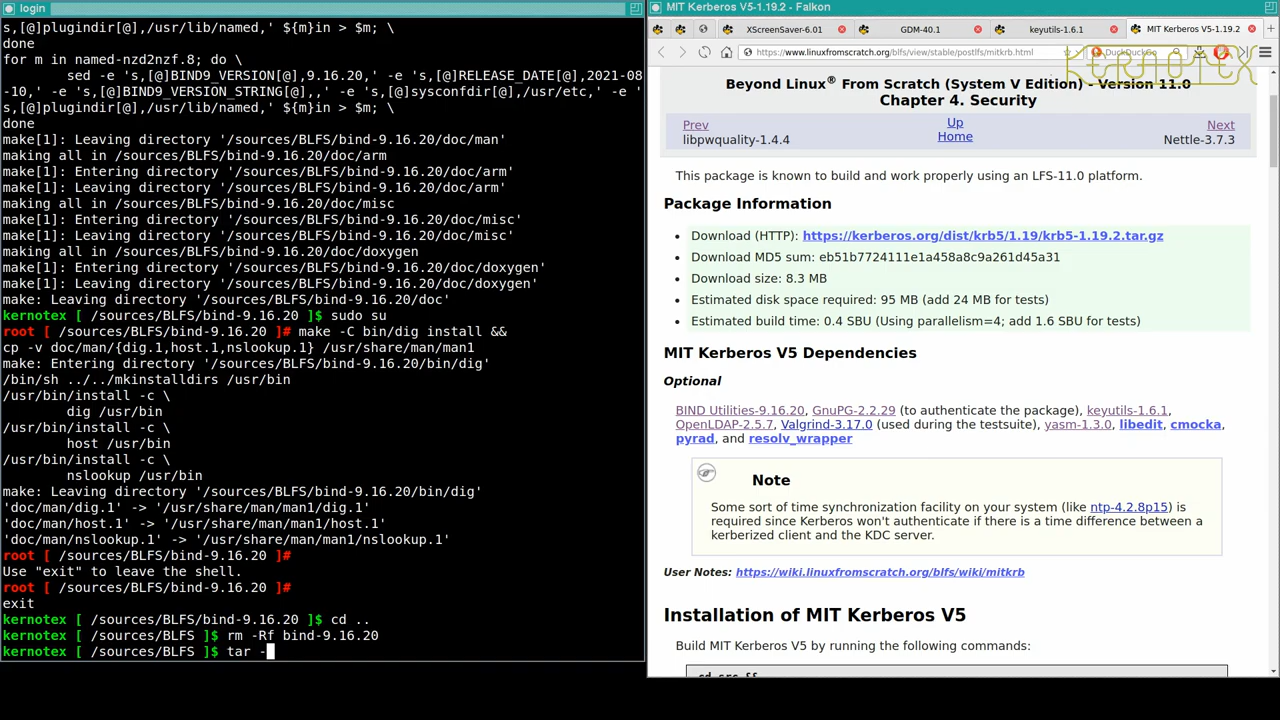 login
s,[@]plugindir[@],/usr/lib/named,' ${m}in > $m; \
done
for m in named-nzd2nzf.8; do \
sed -e 's,[@]BIND9_VERSION[@],9.16.20,' -e 's,[@]RELEASE_DATE[@],2021-08
-10,' -e 's,[@]BIND9_VERSION_STRING[@],,' -e 's,[@]sysconfdir[@],/usr/etc,' -e '
s,[@]plugindir[@],/usr/lib/named,' ${m}in > $m; \
done
make[1]: Leaving directory '/sources/BLFS/bind-9.16.20/doc/man'
making all in /sources/BLFS/bind-9.16.20/doc/arm
make[1]: Entering directory '/sources/BLFS/bind-9.16.20/doc/arm'
make[1]: Leaving directory '/sources/BLFS/bind-9.16.20/doc/arm'
making all in /sources/BLFS/bind-9.16.20/doc/misc
make[1]: Entering directory '/sources/BLFS/bind-9.16.20/doc/misc'
make[1]: Leaving directory '/sources/BLFS/bind-9.16.20/doc/misc'
making all in /sources/BLFS/bind-9.16.20/doc/doxygen
make[1]: Entering directory '/sources/BLFS/bind-9.16.20/doc/doxygen'
make[1]: Leaving directory '/sources/BLFS/bind-9.16.20/doc/doxygen'
make: Leaving directory '/sources/BLFS/bind-9.16.20/doc'
kernotex [ /sources/BLFS/bind-9.16.20 ]$ sudo su
root [ /sources/BLFS/bind-9.16.20 ]# make -C bin/dig install &&
cp -v doc/man/{dig.1,host.1,nslookup.1} /usr/share/man/man1
make: Entering directory '/sources/BLFS/bind-9.16.20/bin/dig'
/bin/sh ../../mkinstalldirs /usr/bin
/usr/bin/install -c \
dig /usr/bin
/usr/bin/install -c \
host /usr/bin
/usr/bin/install -c \
nslookup /usr/bin
make: Leaving directory '/sources/BLFS/bind-9.16.20/bin/dig'
'doc/man/dig.1' -> '/usr/share/man/man1/dig.1'
'doc/man/host.1' -> '/usr/share/man/man1/host.1'
'doc/man/nslookup.1' -> '/usr/share/man/man1/nslookup.1'
root [ /sources/BLFS/bind-9.16.20 ]#
Use "exit" to leave the shell.
root [ /sources/BLFS/bind-9.16.20 ]#
exit
kernotex [ /sources/BLFS/bind-9.16.20 ]$ cd ..
kernotex [ /sources/BLFS ]$ rm -Rf bind-9.16.20
kernotex [ /sources/BLFS ]$ tar -
MIT Kerberos V5-1.19.2 - Falkon
XScreenSaver-6.01 GDM-40.1 keyutils-1.6.1 MIT Kerberos V5-1.19.2
https://www.linuxfromscratch.org/blfs/view/stable/postlfs/mitkrb.html DuckDuckGo
KERNOTEX
Beyond Linux® From Scratch (System V Edition) - Version 11.0
Chapter 4. Security
Prev Up Next
libpwquality-1.4.4 Home Nettle-3.7.3
This package is known to build and work properly using an LFS-11.0 platform.
Package Information
Download (HTTP): https://kerberos.org/dist/krb5/1.19/krb5-1.19.2.tar.gz
Download MD5 sum: eb51b7724111e1a458a8c9a261d45a31
Download size: 8.3 MB
Estimated disk space required: 95 MB (add 24 MB for tests)
Estimated build time: 0.4 SBU (Using parallelism=4; add 1.6 SBU for tests)
MIT Kerberos V5 Dependencies
Optional
BIND Utilities-9.16.20, GnuPG-2.2.29 (to authenticate the package), keyutils-1.6.1,
OpenLDAP-2.5.7, Valgrind-3.17.0 (used during the testsuite), yasm-1.3.0, libedit, cmocka,
pyrad, and resolv_wrapper
Note
Some sort of time synchronization facility on your system (like ntp-4.2.8p15) is
required since Kerberos won't authenticate if there is a time difference between a
kerberized client and the KDC server.
User Notes: https://wiki.linuxfromscratch.org/blfs/wiki/mitkrb
Installation of MIT Kerberos V5
Build MIT Kerberos V5 by running the following commands:
cd src &&